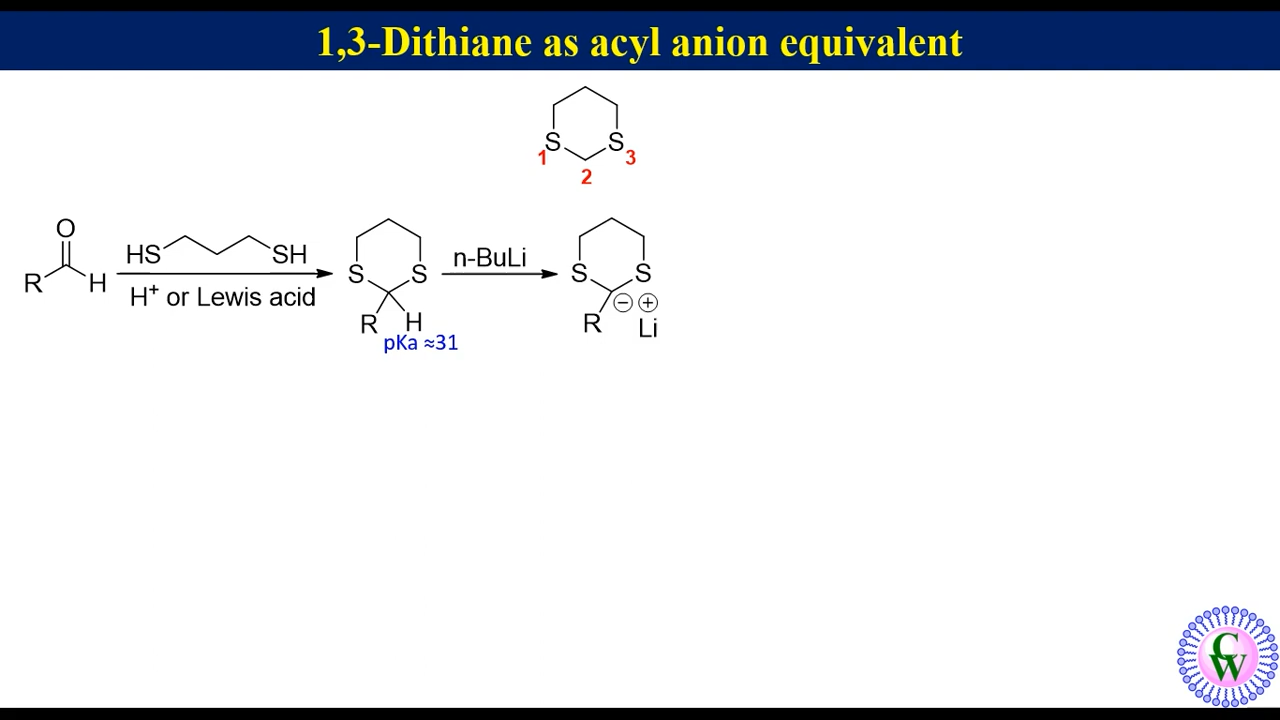 1,3-Dithiane as acyl anion equivalent
S S
1 3
2
O
HS SH
R H
H⁺ or Lewis acid
S S
R H
pKa ≈31
n-BuLi
S S
⊖ ⊕
R Li
C
W